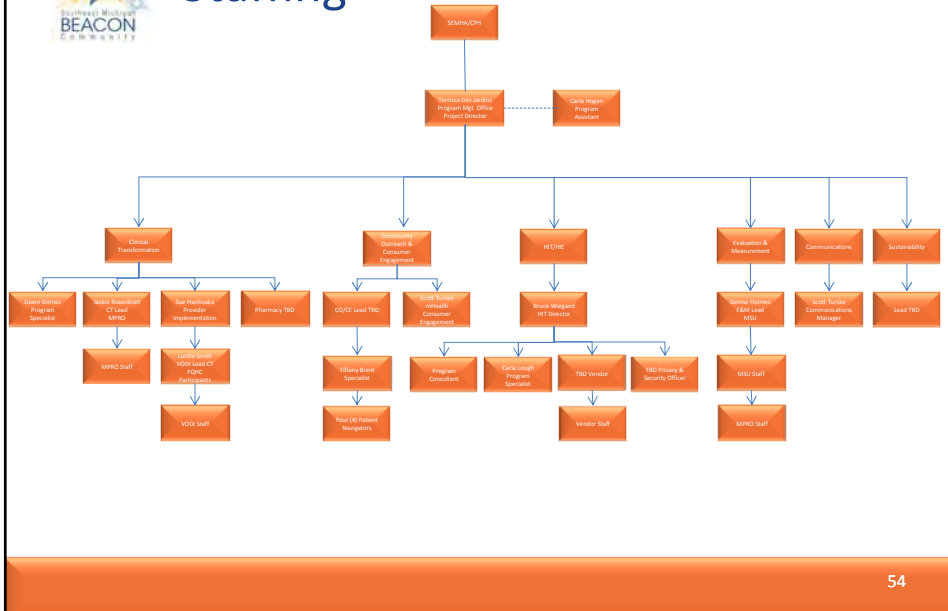 Southeast Michigan
BEACON
Community
Staffing
SEMHA/CPH
Terrisca Des Jardins
Program Mgt. Office
Project Director
Carla Hogan
Program
Assistant
Clinical
Transformation
Community
Outreach &
Consumer
Engagement
HIT/HIE
Evaluation &
Measurement
Communications
Sustainability
Dawn Grimes
Program
Specialist
Jackie Rosenblatt
CT Lead
MPRO
Sue Hashisaka
Provider
Implementation
Pharmacy TBD
CO/CE Lead TBD
Scott Turske
mHealth
Consumer
Engagement
Bruce Wiegand
HIT Director
Denise Holmes
E&M Lead
MSU
Scott Turske
Communications
Manager
Lead TBD
MPRO Staff
Lucille Smith
VODI Lead CT
FQHC
Participants
Tiffany Brent
Specialist
Program
Consultant
Carla Lough
Program
Specialist
TBD Vendor
TBD Privacy &
Security Officer
MSU Staff
VODI Staff
Four (4) Patient
Navigators
Vendor Staff
MPRO Staff
54